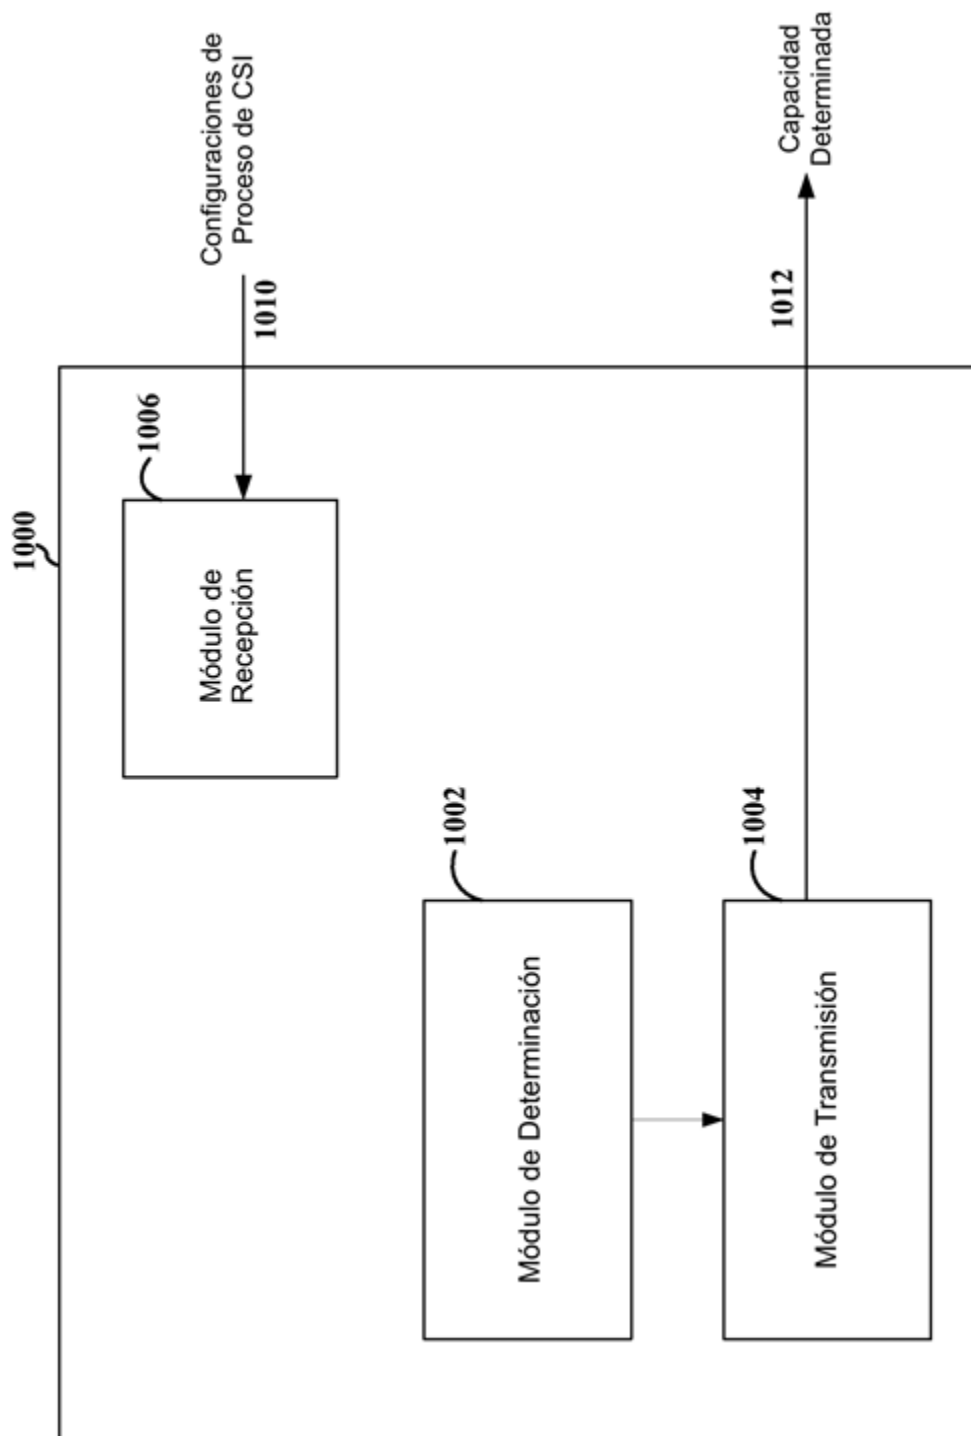 1000
Configuraciones de
Proceso de CSI
1010
1006
Módulo de
Recepción
1002
Módulo de Determinación
1004
Módulo de Transmisión
1012
Capacidad
Determinada